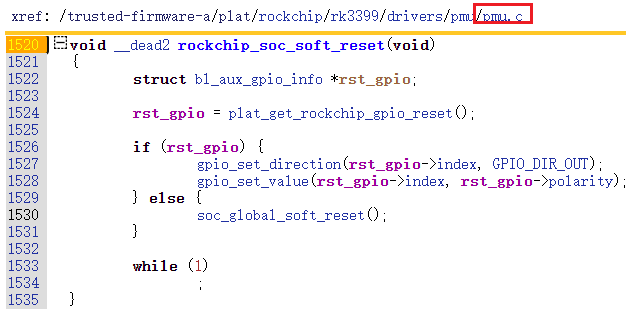 xref: /trusted-firmware-a/plat/rockchip/rk3399/drivers/pmu/pmu.c
1520 void __dead2 rockchip_soc_soft_reset(void)
1521 {
1522 struct bl_aux_gpio_info *rst_gpio;
1523
1524 rst_gpio = plat_get_rockchip_gpio_reset();
1525
1526 if (rst_gpio) {
1527 gpio_set_direction(rst_gpio->index, GPIO_DIR_OUT);
1528 gpio_set_value(rst_gpio->index, rst_gpio->polarity);
1529 } else {
1530 soc_global_soft_reset();
1531 }
1532
1533 while (1)
1534 ;
1535 }